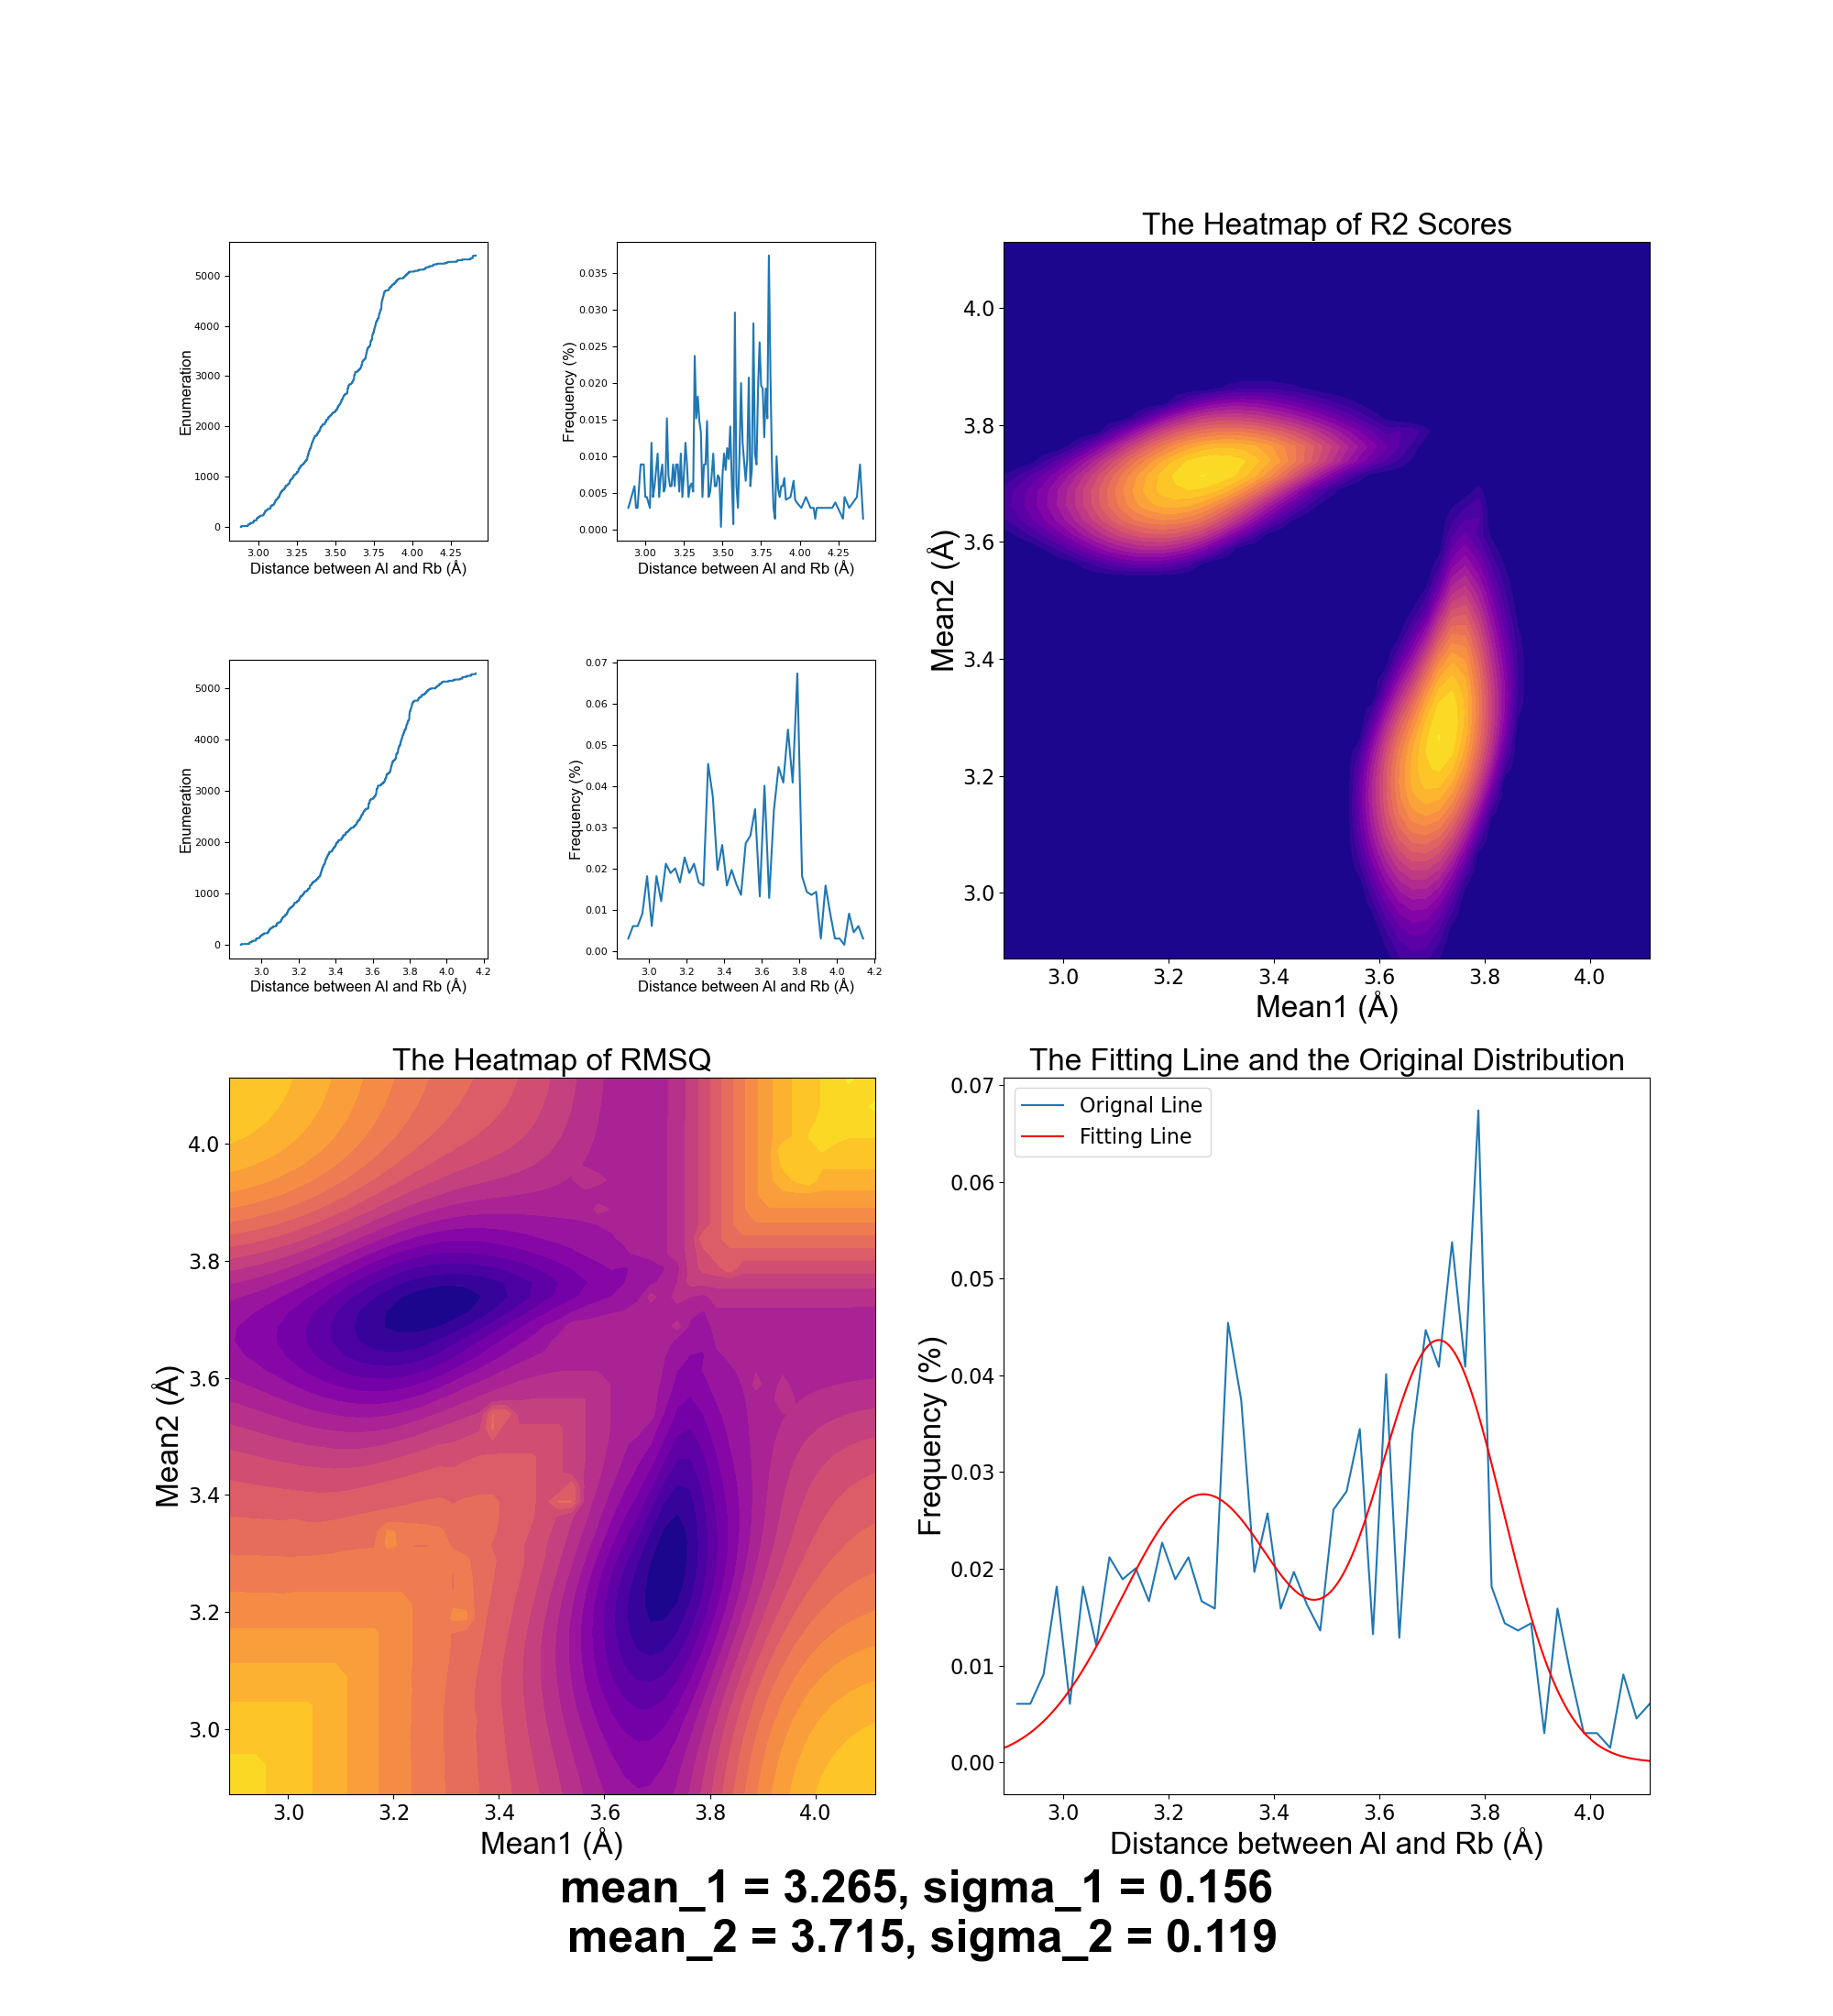 The Heatmap of R2 Scores
5000
4000
3000
2000
1000
0
Enumeration
3.00 3.25 3.50 3.75 4.00 4.25
Distance between Al and Rb (Å)
0.035
0.030
0.025
0.020
0.015
0.010
0.005
0.000
Frequency (%)
3.00 3.25 3.50 3.75 4.00 4.25
Distance between Al and Rb (Å)
4.0
3.8
3.6
3.4
3.2
3.0
Mean2 (Å)
3.0 3.2 3.4 3.6 3.8 4.0
Mean1 (Å)
5000
4000
3000
2000
1000
0
Enumeration
3.0 3.2 3.4 3.6 3.8 4.0 4.2
Distance between Al and Rb (Å)
0.07
0.06
0.05
0.04
0.03
0.02
0.01
0.00
Frequency (%)
3.0 3.2 3.4 3.6 3.8 4.0 4.2
Distance between Al and Rb (Å)
The Heatmap of RMSQ
4.0
3.8
3.6
3.4
3.2
3.0
Mean2 (Å)
3.0 3.2 3.4 3.6 3.8 4.0
Mean1 (Å)
The Fitting Line and the Original Distribution
Orignal Line
Fitting Line
0.07
0.06
0.05
0.04
0.03
0.02
0.01
0.00
Frequency (%)
3.0 3.2 3.4 3.6 3.8 4.0
Distance between Al and Rb (Å)
mean_1 = 3.265, sigma_1 = 0.156
mean_2 = 3.715, sigma_2 = 0.119